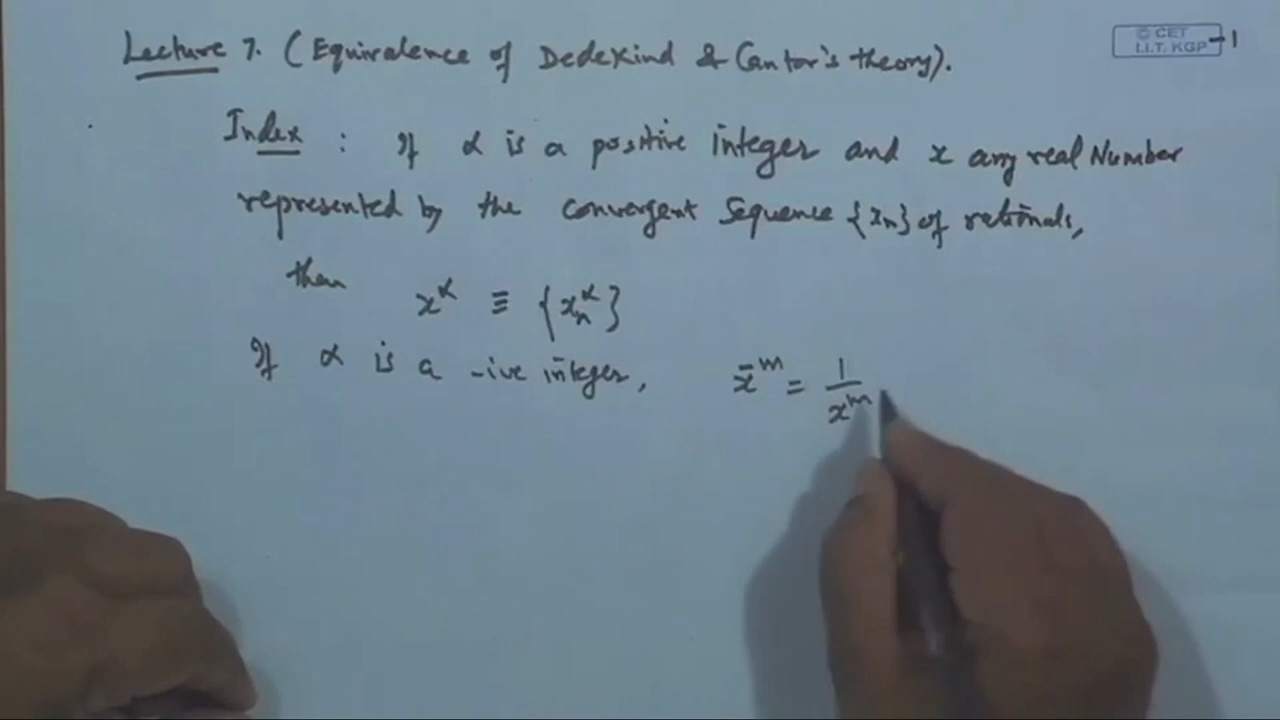 Lecture 7. (Equivalence of Dedekind & Cantor's theory).
© CET
I.I.T. KGP -1
Index : If α is a positive integer and x any real Number
represented by the convergent Sequence {xₙ} of rationals,
then x^α ≡ {xₙ^α}
If α is a -ive integer, x^-m = 1/x^m